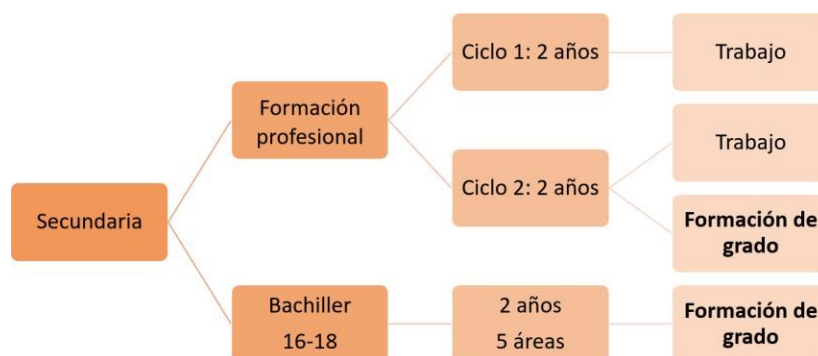 Secundaria
Formación
profesional
Ciclo 1: 2 años
Trabajo
Ciclo 2: 2 años
Trabajo
Formación de
grado
Bachiller
16-18
2 años
5 áreas
Formación de
grado